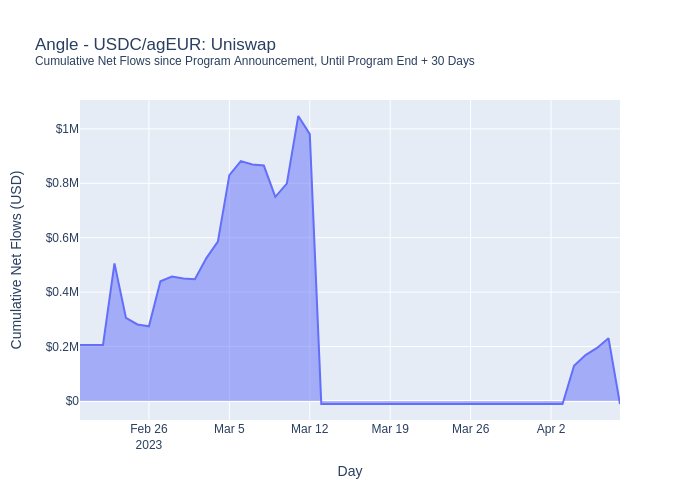 Angle - USDC/agEUR: Uniswap
Cumulative Net Flows since Program Announcement, Until Program End + 30 Days
Cumulative Net Flows (USD)
$1M
$0.8M
$0.6M
$0.4M
$0.2M
$0
Feb 26
2023
Mar 5
Mar 12
Mar 19
Mar 26
Apr 2
Day